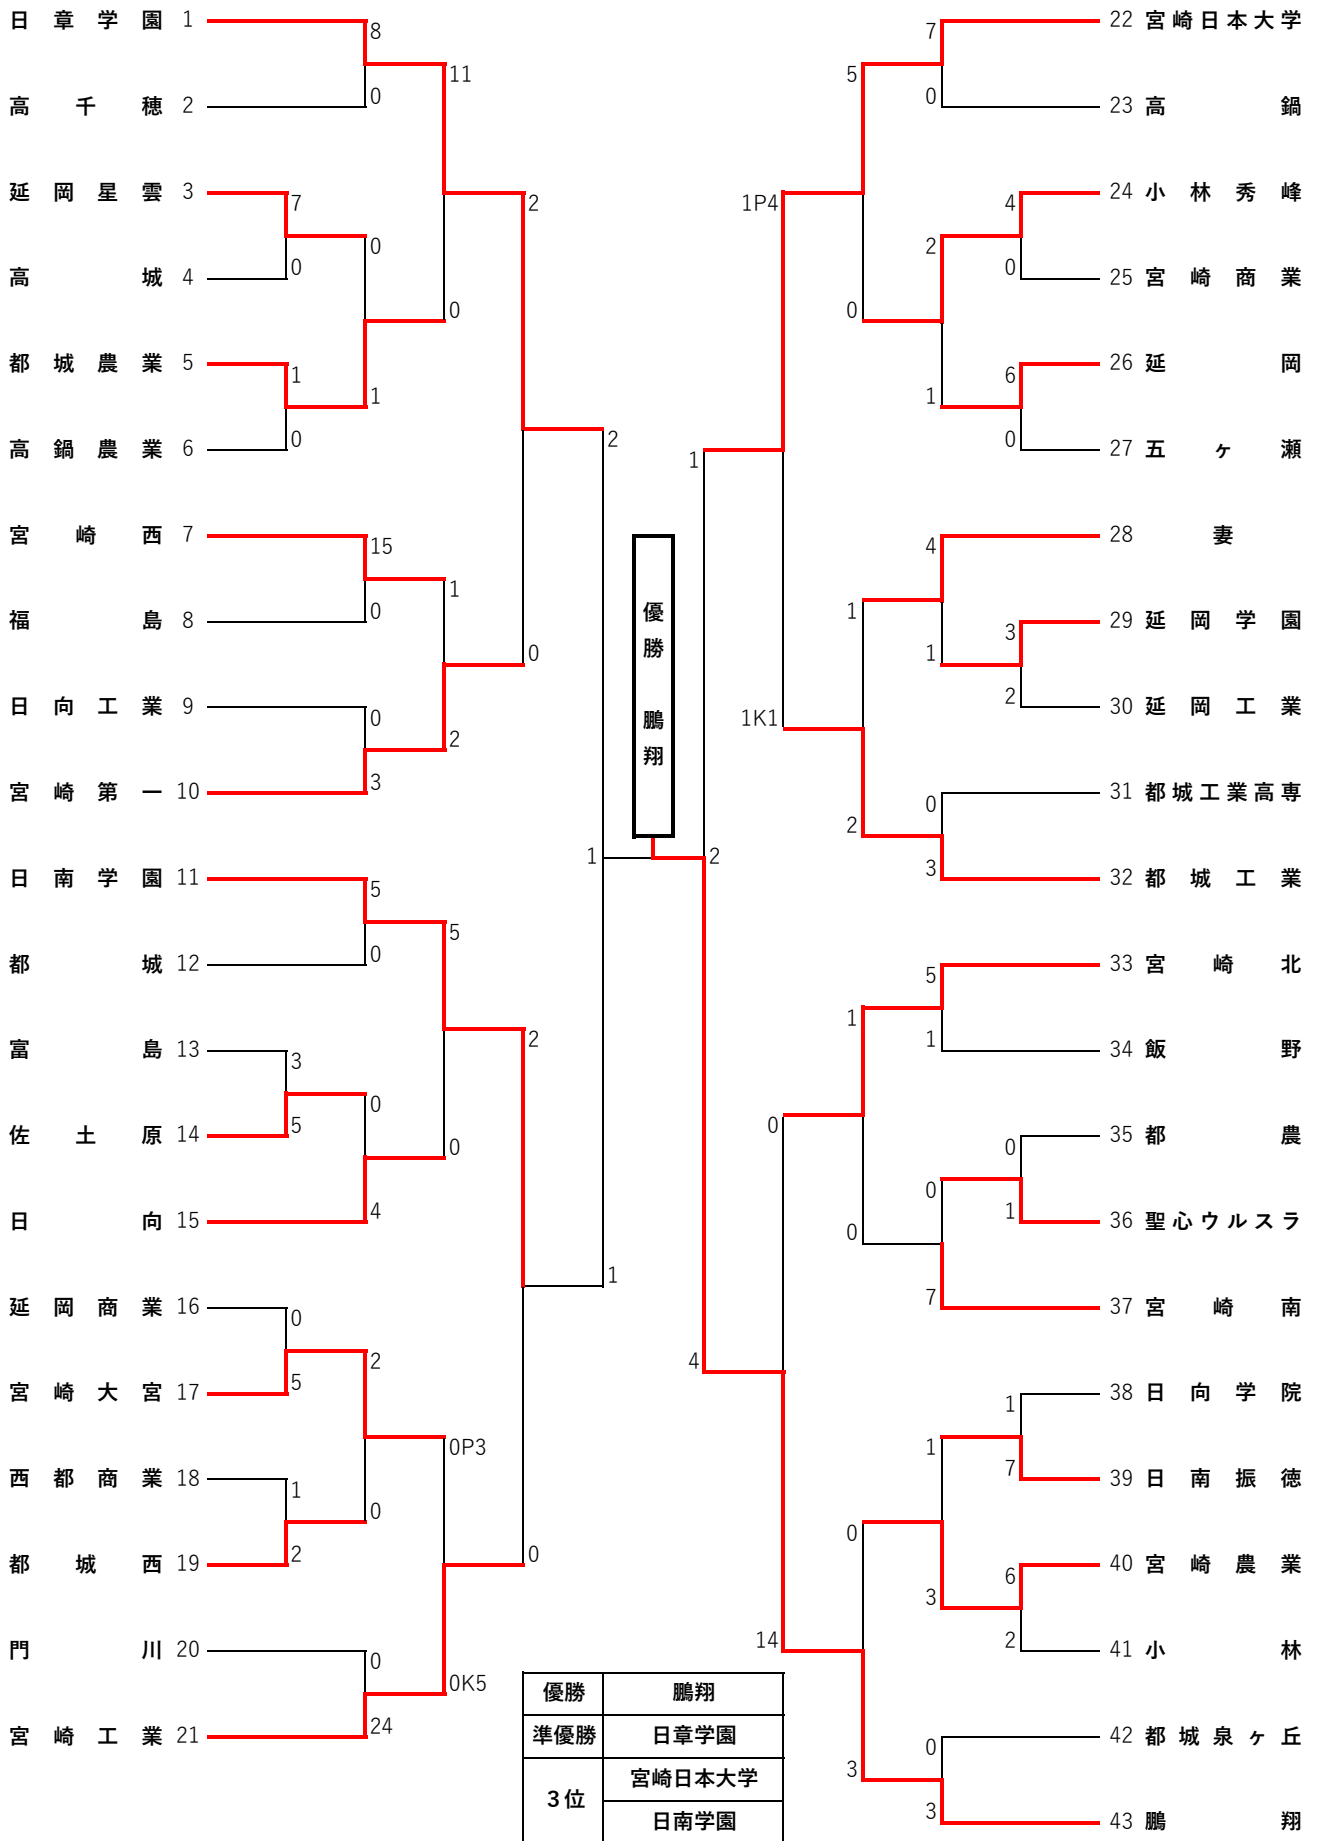 日章学園 1
高千穂 2
延岡星雲 3
高城 4
都城農業 5
高鍋農業 6
宮崎西 7
福島 8
日向工業 9
宮崎第一 10
日南学園 11
都城 12
富島 13
佐土原 14
日向 15
延岡商業 16
宮崎大宮 17
西都商業 18
都城西 19
門川 20
宮崎工業 21
7
0
1
0
3
5
0
5
1
2
8
0
0
1
15
0
0
3
5
0
0
4
2
0
0
24
11
0
1
2
5
0
0P3
0K5
2
0
2
0
2
1
1
優勝 鵬翔
2
1
4
1P4
1K1
0
14
5
0
1
2
1
0
0
3
7
0
2
1
4
1
0
3
5
1
0
7
1
3
0
3
4
0
6
0
3
2
0
1
1
7
6
2
22 宮崎日本大学
23 高鍋
24 小林秀峰
25 宮崎商業
26 延岡
27 五ヶ瀬
28 妻
29 延岡学園
30 延岡工業
31 都城工業高専
32 都城工業
33 宮崎北
34 飯野
35 都農
36 聖心ウルスラ
37 宮崎南
38 日向学院
39 日南振徳
40 宮崎農業
41 小林
42 都城泉ヶ丘
43 鵬翔
優勝 鵬翔
準優勝 日章学園
3位 宮崎日本大学
日南学園